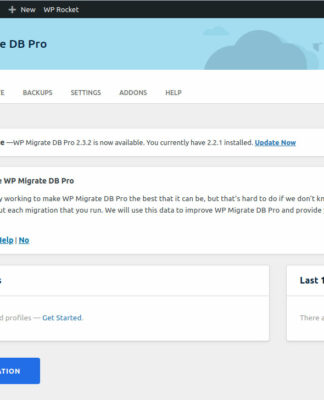 New WP Rocket
e DB Pro
E BACKUPS SETTINGS ADDONS HELP
e —WP Migrate DB Pro 2.3.2 is now available. You currently have 2.2.1 installed. Update Now
WP Migrate DB Pro
y working to make WP Migrate DB Pro the best that it can be, but that's hard to do if we don't kn
ut each migration that you run. We will use this data to improve WP Migrate DB Pro and provide
Help | No
s
Last 1
d profiles — Get Started.
There a
ATION